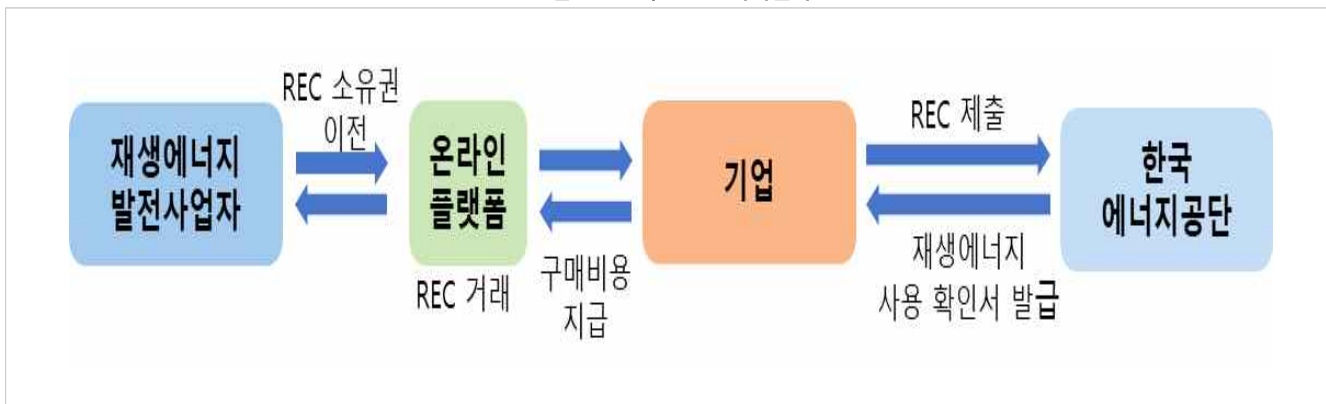 REC 소유권
이전
재생에너지
발전사업자
온라인
플랫폼
REC 거래
구매비용
지급
기업
REC 제출
재생에너지
사용 확인서 발급
한국
에너지공단